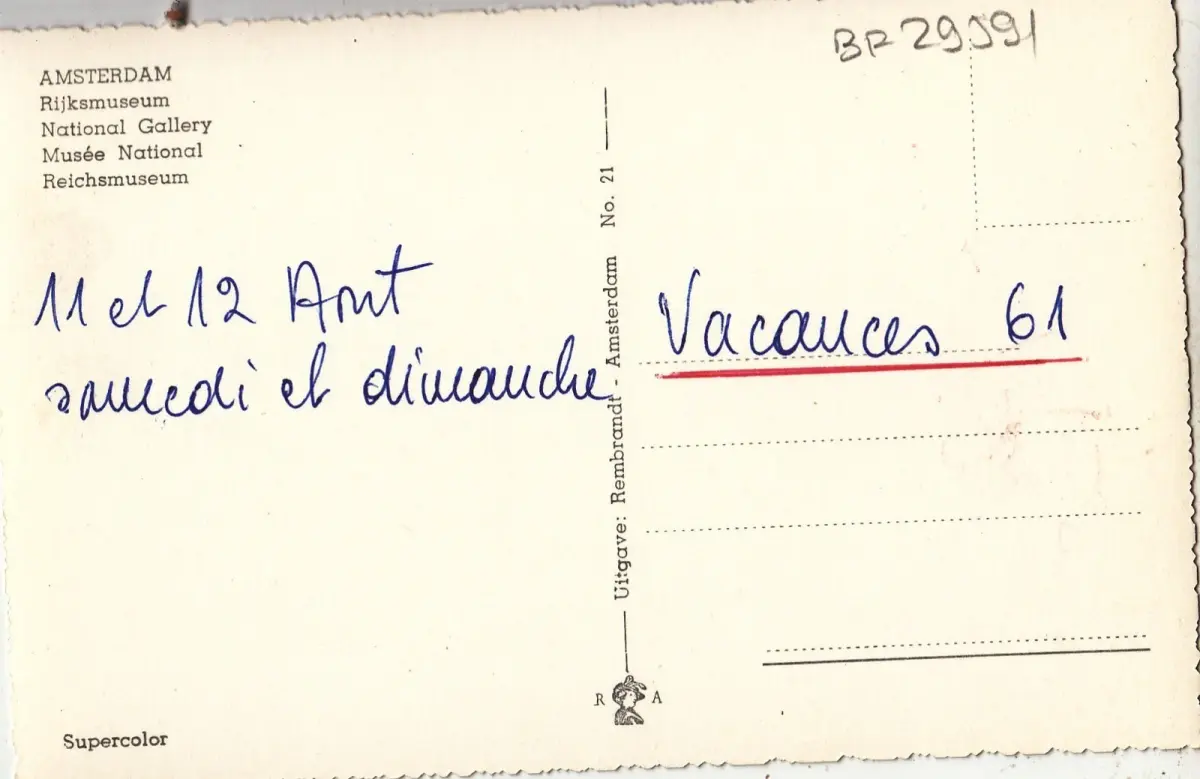 BR 29591
AMSTERDAM
Rijksmuseum
National Gallery
Musée National
Reichsmuseum
11 et 12 Aout
samedi et dimanche
Uitgave: Rembrandt - Amsterdam No. 21
Vacances 61
R A
Supercolor